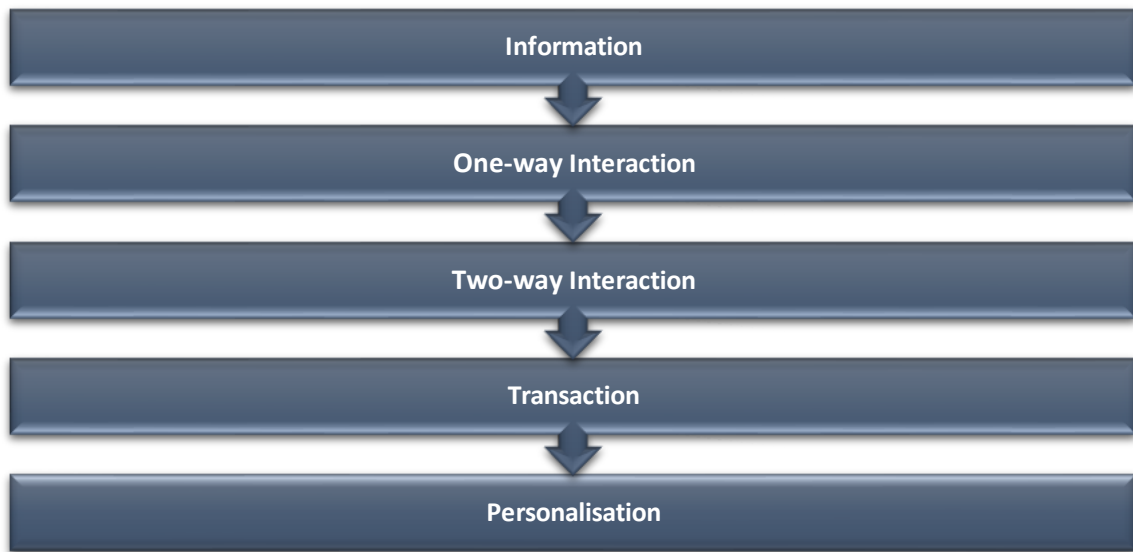 Information
One-way Interaction
Two-way Interaction
Transaction
Personalisation